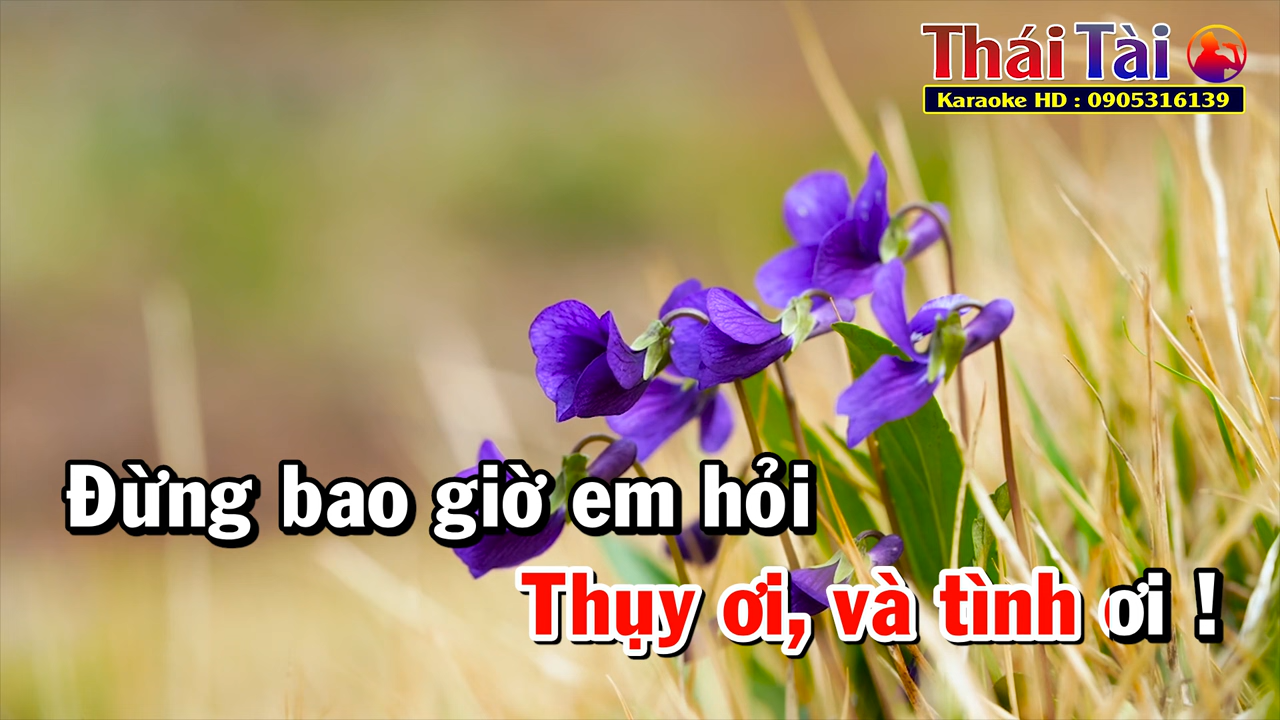 Thái Tài
Karaoke HD : 0905316139
Đừng bao giờ em hỏi
Thụy ơi, và tình ơi !